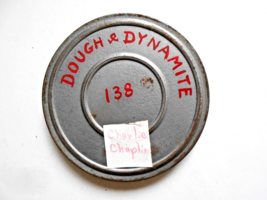 DOUGH & DYNAMITE
138
Charlie
Chaplin